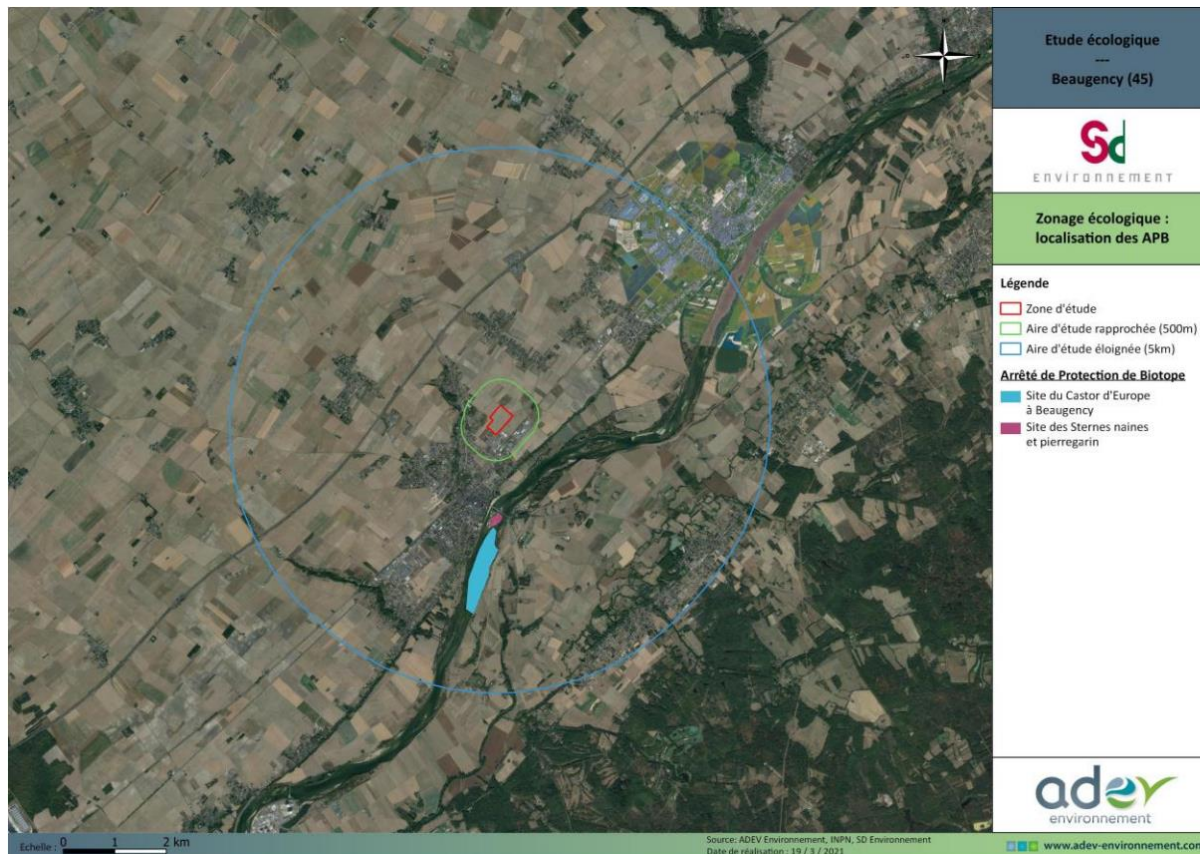 Etude écologique
---
Beaugency (45)
Sd
ENVIRONNEMENT
Zonage écologique :
localisation des APB
Légende
Zone d'étude
Aire d'étude rapprochée (500m)
Aire d'étude éloignée (5km)
Arrêté de Protection de Biotope
Site du Castor d'Europe
à Beaugency
Site des Sternes naines
et pierregarin
adev
environnement
Echelle : 0 1 2 km
Source: ADEV Environnement, INPN, SD Environnement
Date de réalisation : 19 / 3 / 2021
www.adev-environnement.com